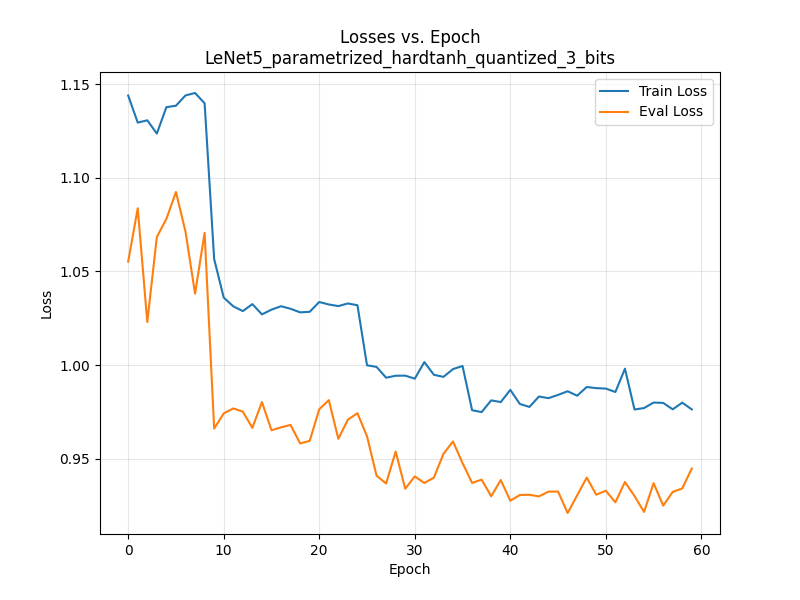 Losses vs. Epoch
LeNet5_parametrized_hardtanh_quantized_3_bits
Train Loss
Eval Loss
1.15
1.10
1.05
1.00
0.95
Loss
0 10 20 30 40 50 60
Epoch